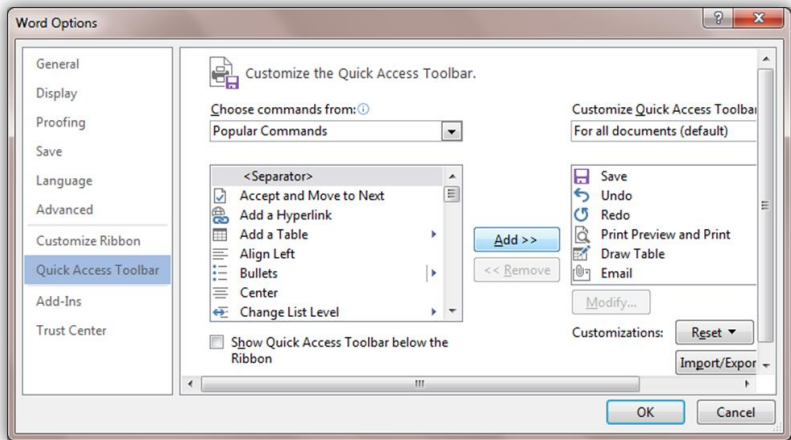 Word Options
General
Display
Proofing
Save
Language
Advanced
Customize Ribbon
Quick Access Toolbar
Add-Ins
Trust Center
Customize the Quick Access Toolbar.
Choose commands from:
Popular Commands
<Separator>
Accept and Move to Next
Add a Hyperlink
Add a Table
Align Left
Bullets
Center
Change List Level
Show Quick Access Toolbar below the
Ribbon
Add >>
<< Remove
Customize Quick Access Toolbar
For all documents (default)
Save
Undo
Redo
Print Preview and Print
Draw Table
Email
Modify...
Customizations:
Reset
Import/Expor
OK
Cancel